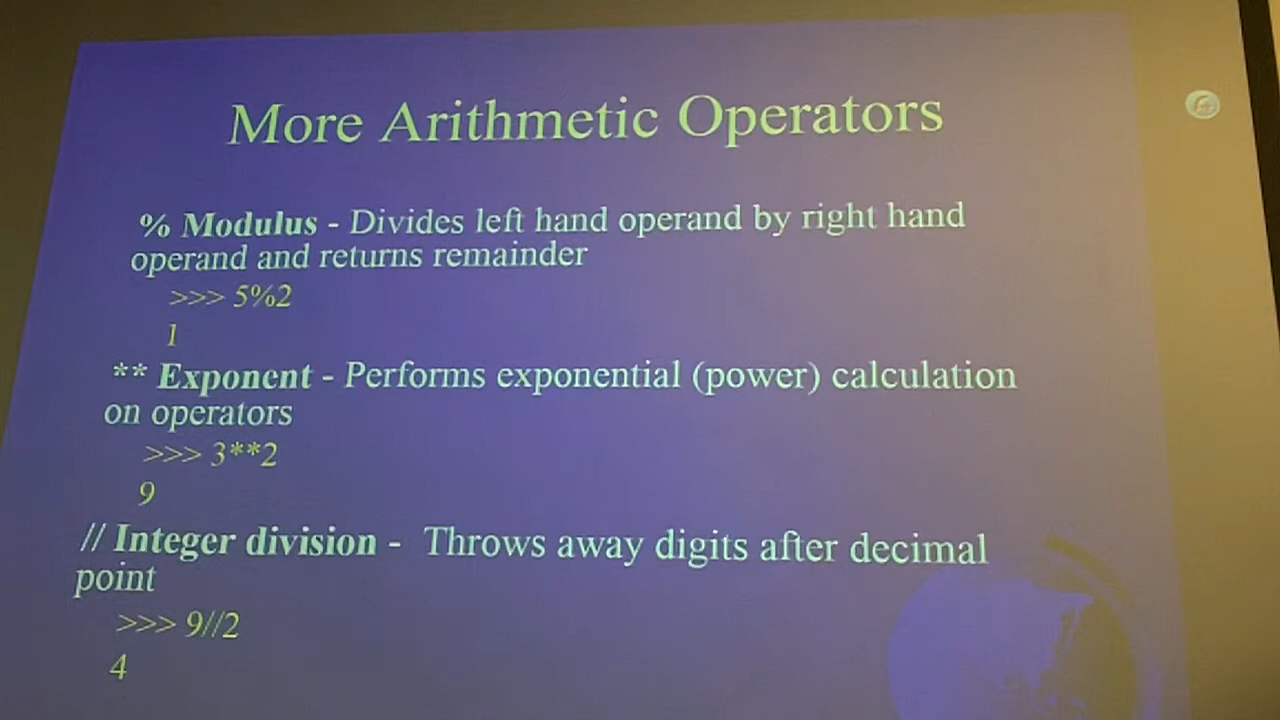 More Arithmetic Operators
% Modulus - Divides left hand operand by right hand
operand and returns remainder
>>> 5%2
1
** Exponent - Performs exponential (power) calculation
on operators
>>> 3**2
9
// Integer division - Throws away digits after decimal
point
>>> 9//2
4